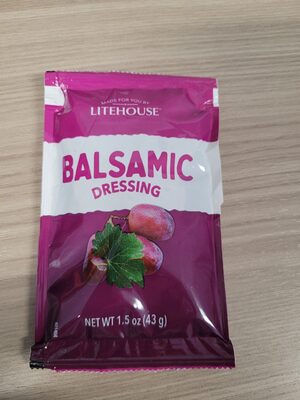 MADE FOR YOU BY
LITEHOUSE
BALSAMIC
DRESSING
NET WT 1.5 oz (43 g)